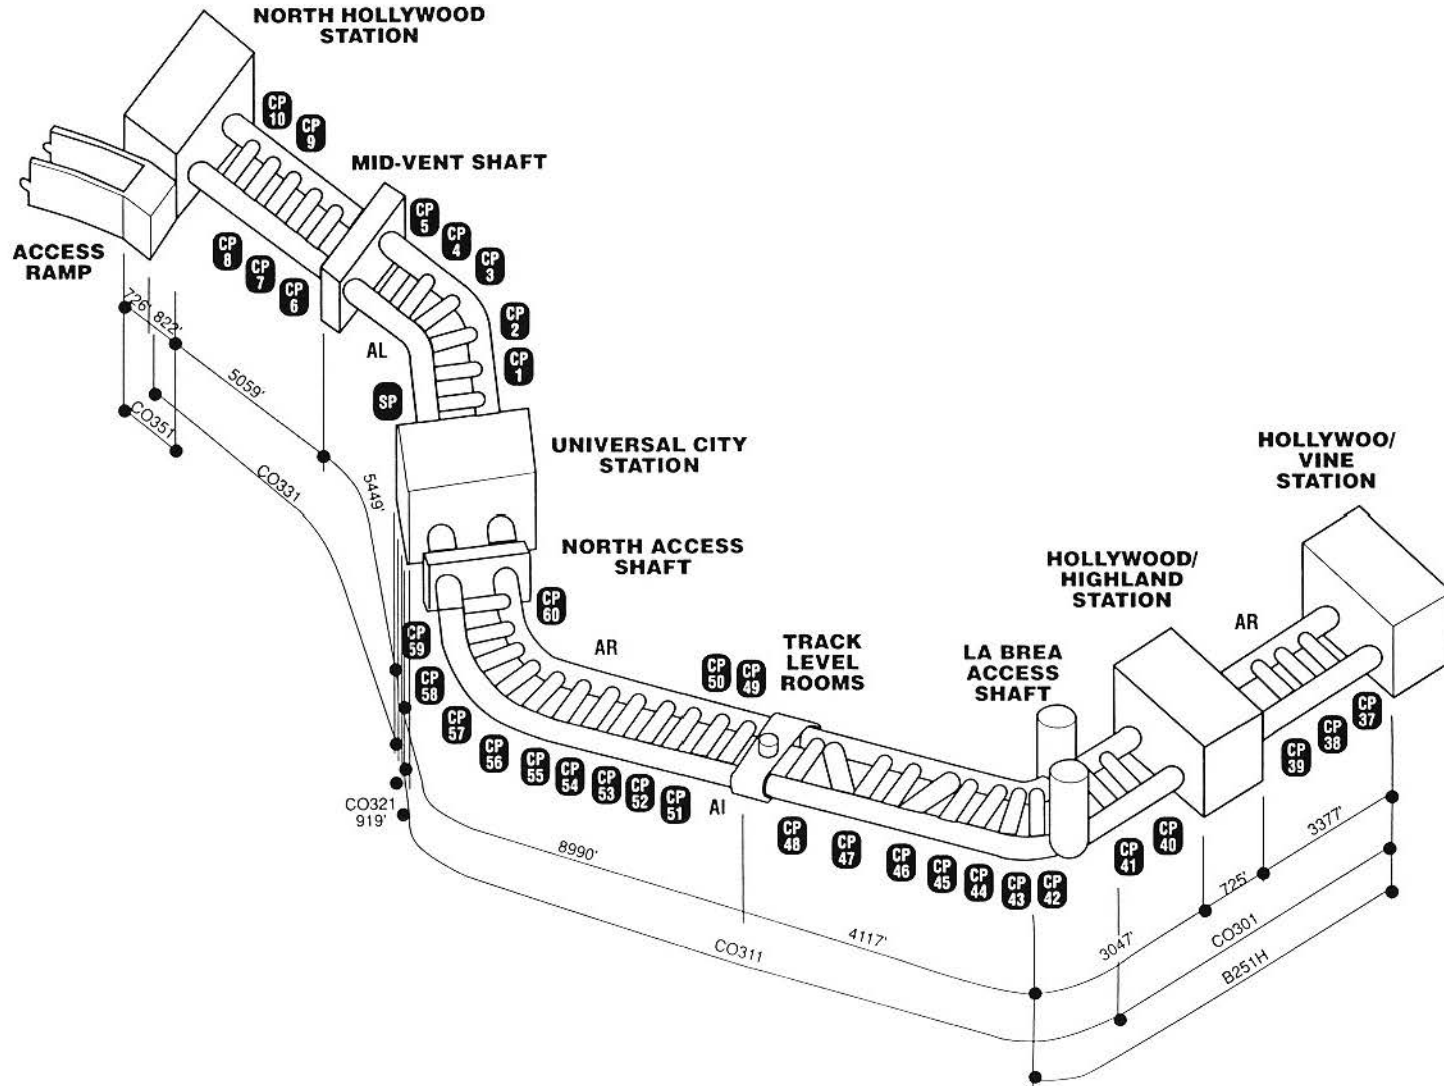 NORTH HOLLYWOOD
STATION
CP
10
CP
9
MID-VENT SHAFT
CP
5
CP
4
CP
3
CP
2
CP
1
ACCESS
RAMP
CP
8
CP
7
CP
6
726'
822'
AL
SP
5059'
CO351
CO331
5449'
UNIVERSAL CITY
STATION
NORTH ACCESS
SHAFT
HOLLYWOO/
VINE
STATION
HOLLYWOOD/
HIGHLAND
STATION
AR
CP
60
AR
CP
59
CP
58
CP
57
CP
56
CP
55
CP
54
CP
53
CP
52
CP
51
CP
50
CP
49
TRACK
LEVEL
ROOMS
LA BREA
ACCESS
SHAFT
AI
CP
48
CP
47
CP
46
CP
45
CP
44
CP
43
CP
42
CP
41
CP
40
CP
39
CP
38
CP
37
CO321
919'
8990'
4117'
3047'
725'
3377'
CO311
CO301
B251H